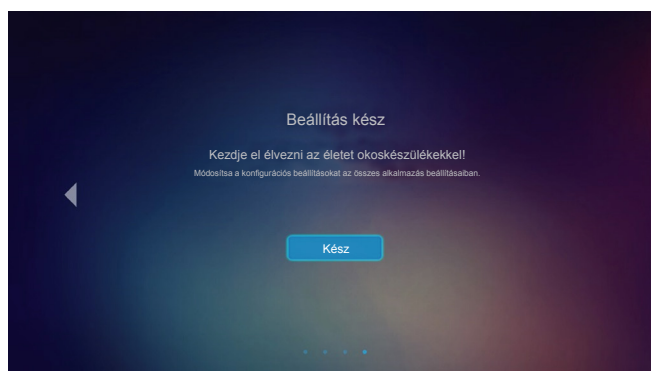 Beállítás kész
Kezdje el élvezni az életet okoskészülékekkel!
Módosítsa a konfigurációs beállításokat az összes alkalmazás beállításaiban.
Kész